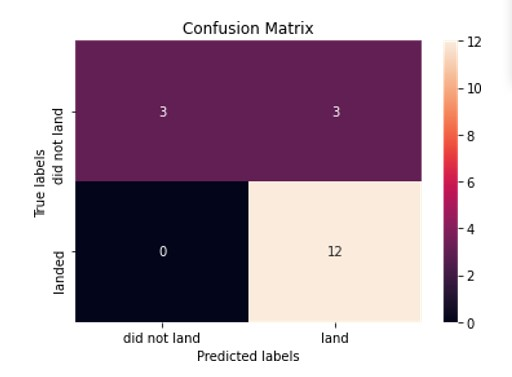 Confusion Matrix
True labels
did not land
landed
3
3
0
12
did not land
land
Predicted labels
12
10
8
6
4
2
0